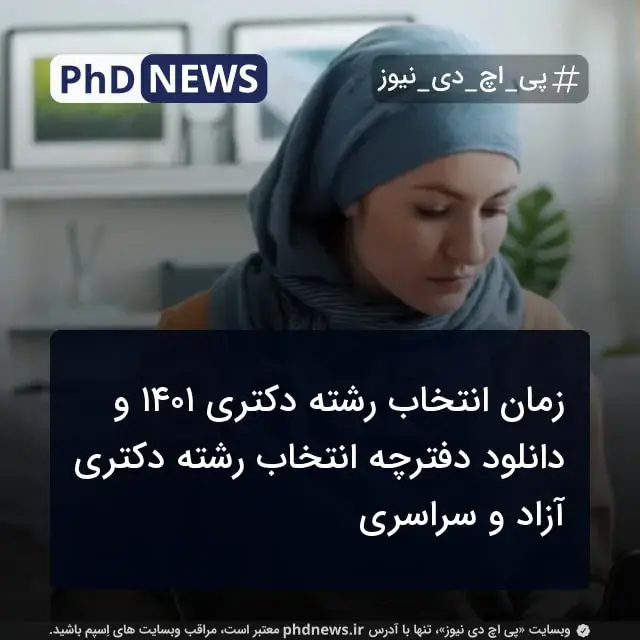 PhD NEWS
#پی_اچ_دی_نیوز
زمان انتخاب رشته دکتری ۱۴۰۱ و
دانلود دفترچه انتخاب رشته دکتری
آزاد و سراسری
وبسایت «پی اچ دی نیوز»، تنها با آدرس phdnews.ir معتبر است، مراقب وبسایت های اِسپم باشید.